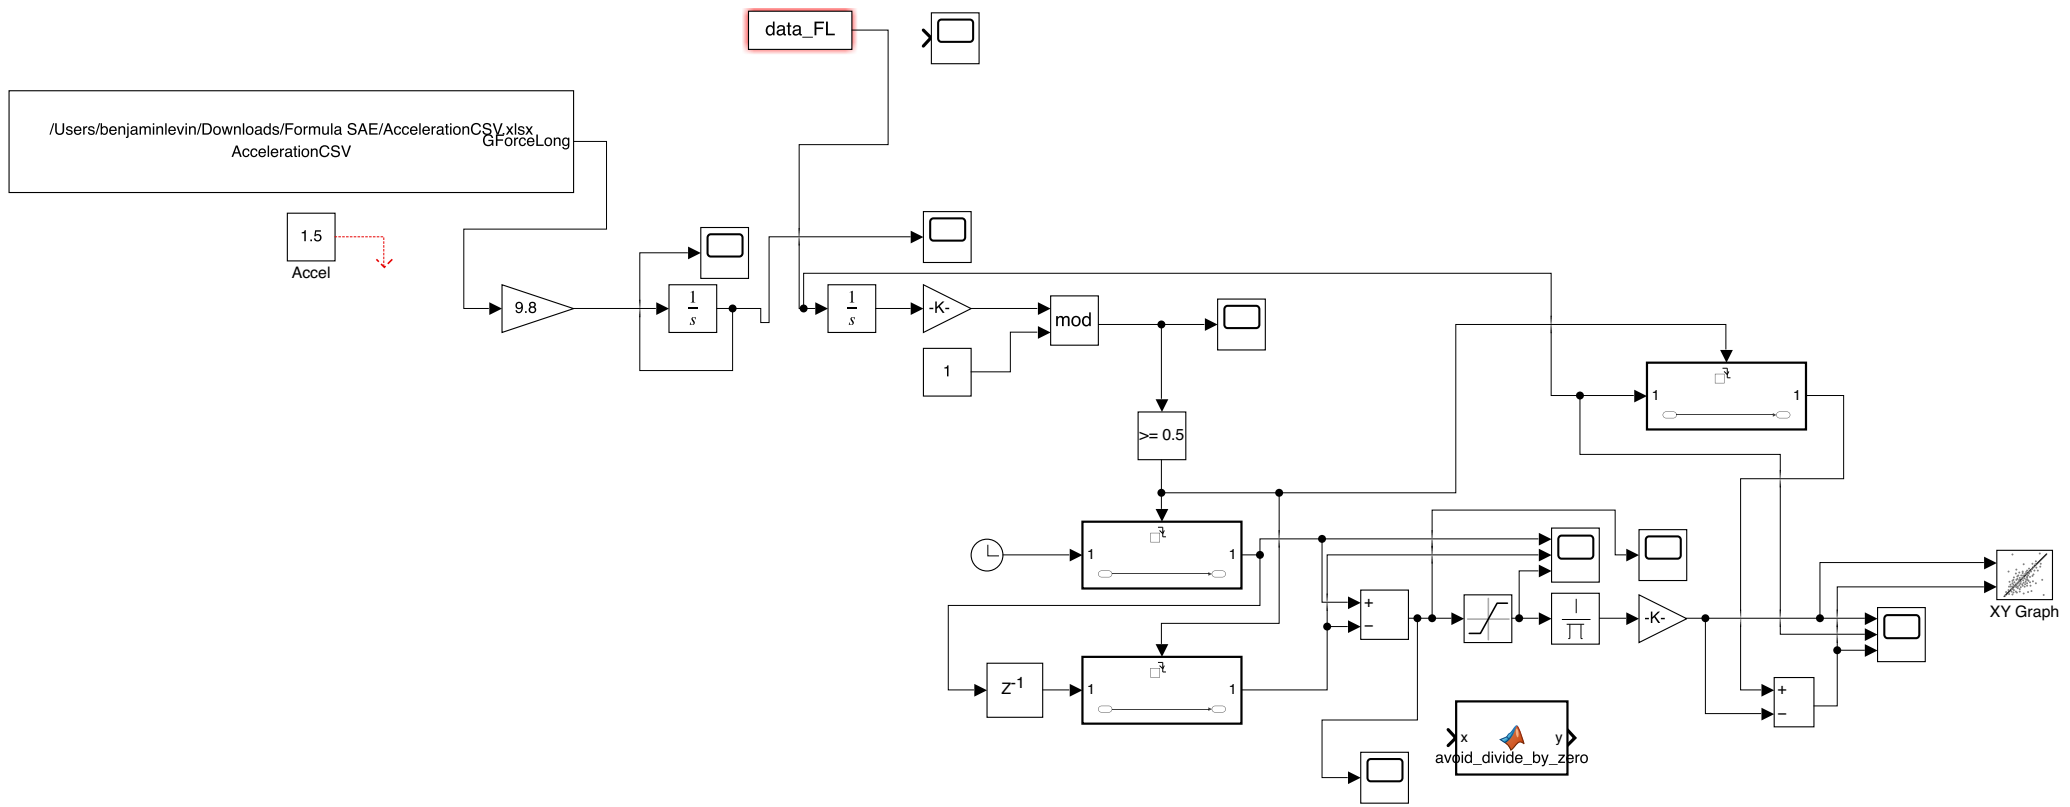 data_FL
/Users/benjaminlevin/Downloads/Formula SAE/AccelerationCSV.xlsx
GForceLong
AccelerationCSV
1.5
Accel
9.8
1
s
1
s
-K-
mod
1
>= 0.5
1
1
1
1
+
−
-K-
XY Graph
Z-1
1
1
+
−
x
y
avoid_divide_by_zero